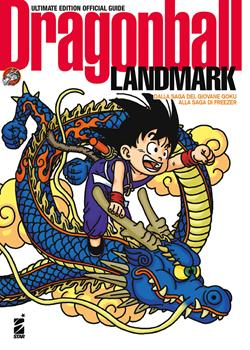 ULTIMATE EDITION OFFICIAL GUIDE
Dragonball
LANDMARK
DALLA SAGA DEL GIOVANE GOKU
ALLA SAGA DI FREEZER
STAR